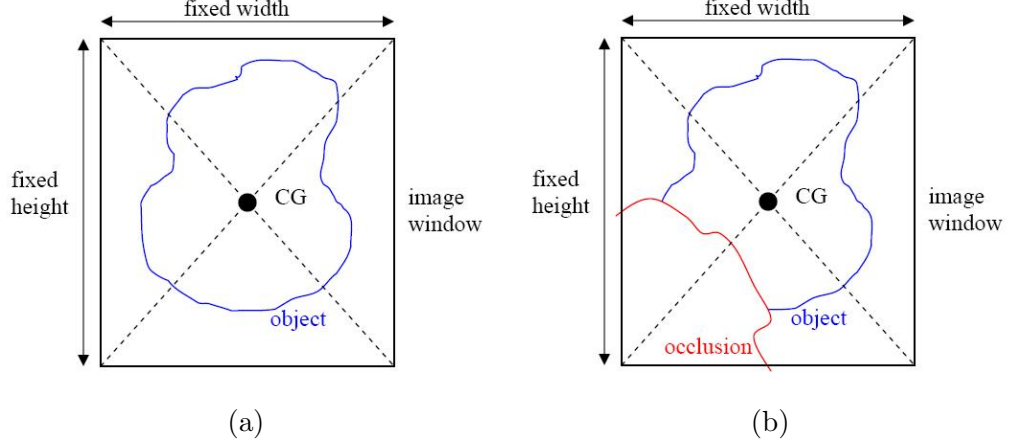 fixed width
fixed
height
CG
image
window
object
(a)
fixed width
fixed
height
CG
image
window
object
occlusion
(b)